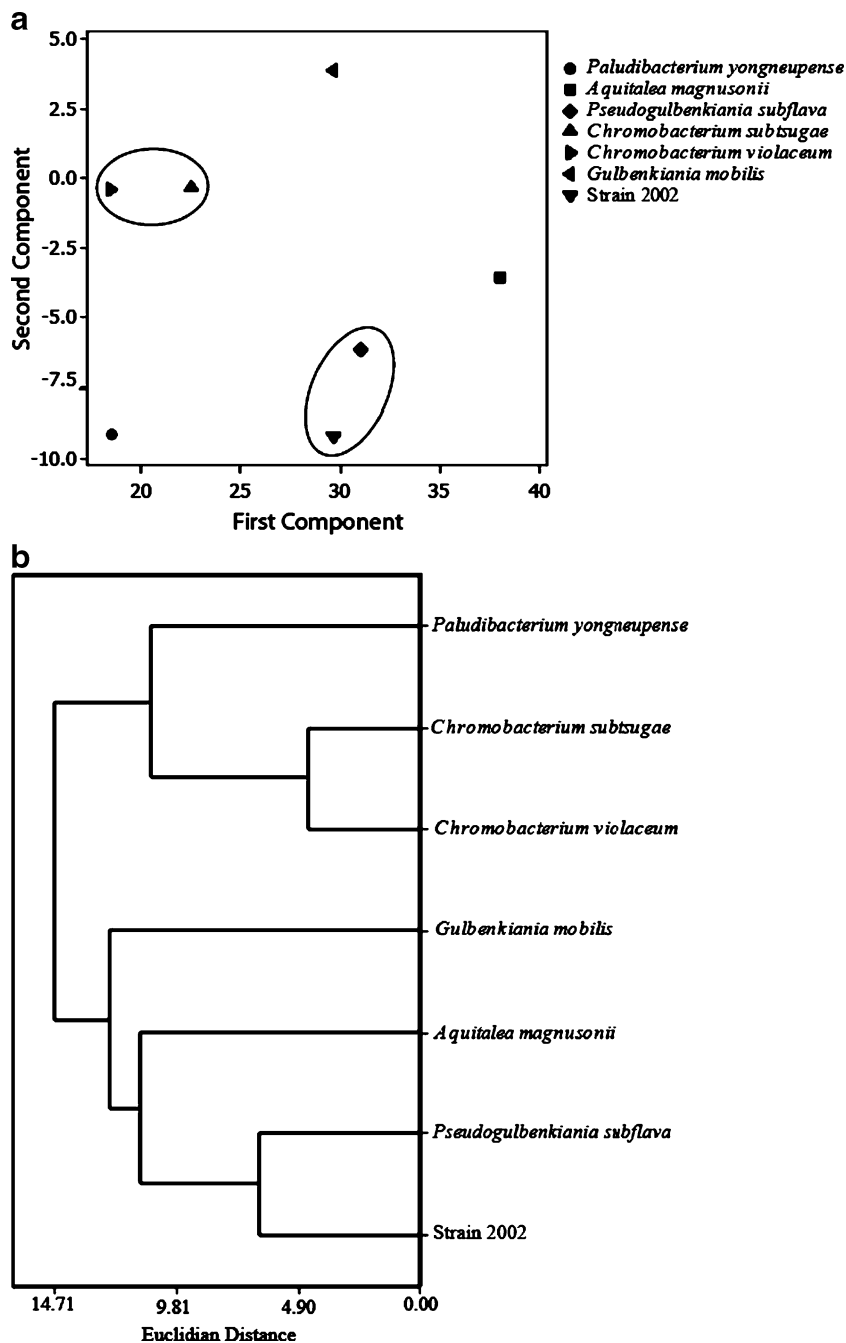 a
5.0
2.5
0.0
-2.5
-5.0
-7.5
-10.0
Second Component
20 25 30 35 40
First Component
Paludibacterium yongneupense
Aquitalea magnusonii
Pseudogulbenkiania subflava
Chromobacterium subtsugae
Chromobacterium violaceum
Gulbenkiania mobilis
Strain 2002
b
Paludibacterium yongneupense
Chromobacterium subtsugae
Chromobacterium violaceum
Gulbenkiania mobilis
Aquitalea magnusonii
Pseudogulbenkiania subflava
Strain 2002
14.71 9.81 4.90 0.00
Euclidian Distance